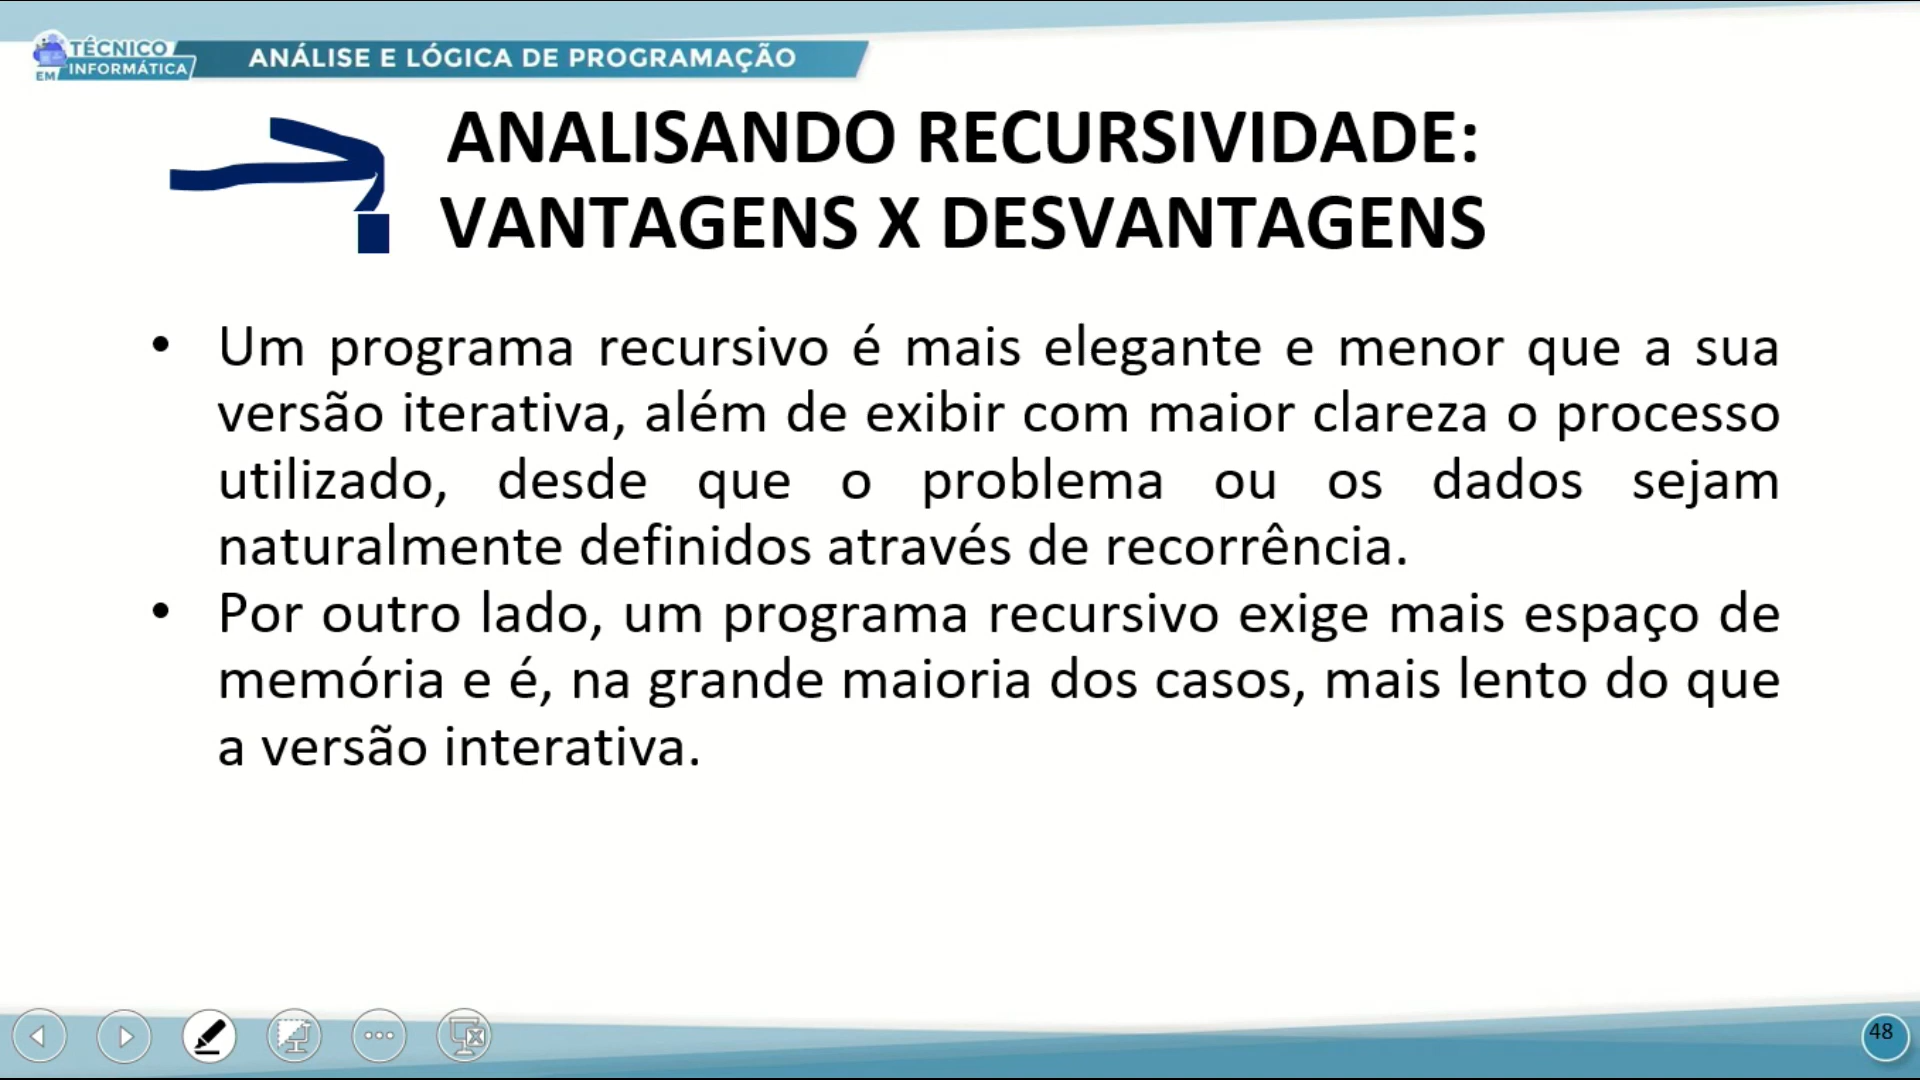 TÉCNICO
EM INFORMÁTICA
ANÁLISE E LÓGICA DE PROGRAMAÇÃO
ANALISANDO RECURSIVIDADE:
VANTAGENS X DESVANTAGENS
• Um programa recursivo é mais elegante e menor que a sua
versão iterativa, além de exibir com maior clareza o processo
utilizado, desde que o problema ou os dados sejam
naturalmente definidos através de recorrência.
• Por outro lado, um programa recursivo exige mais espaço de
memória e é, na grande maioria dos casos, mais lento do que
a versão interativa.
48